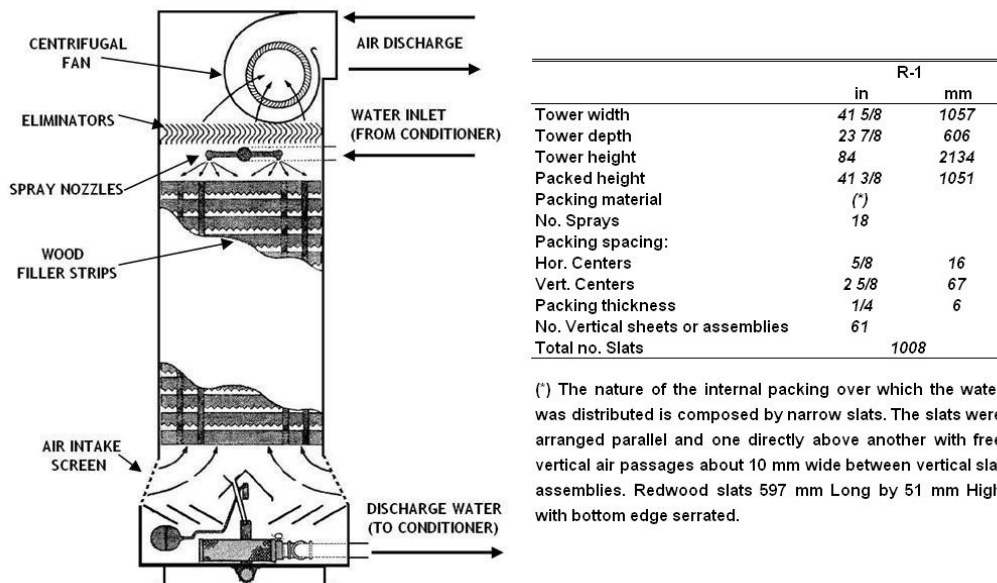 CENTRIFUGAL
FAN
AIR DISCHARGE
ELIMINATORS
WATER INLET
(FROM CONDITIONER)
SPRAY NOZZLES
WOOD
FILLER STRIPS
AIR INTAKE
SCREEN
DISCHARGE WATER
(TO CONDITIONER)
R-1
in mm
Tower width 41 5/8 1057
Tower depth 23 7/8 606
Tower height 84 2134
Packed height 41 3/8 1051
Packing material (*)
No. Sprays 18
Packing spacing:
Hor. Centers 5/8 16
Vert. Centers 2 5/8 67
Packing thickness 1/4 6
No. Vertical sheets or assemblies 61
Total no. Slats 1008
(*) The nature of the internal packing over which the water
was distributed is composed by narrow slats. The slats were
arranged parallel and one directly above another with free
vertical air passages about 10 mm wide between vertical slat
assemblies. Redwood slats 597 mm Long by 51 mm High
with bottom edge serrated.